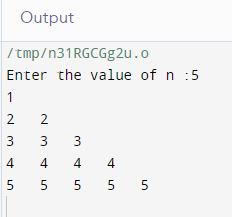 Output
/tmp/n31RGCGg2u.o
Enter the value of n :5
1
2 2
3 3 3
4 4 4 4
5 5 5 5 5